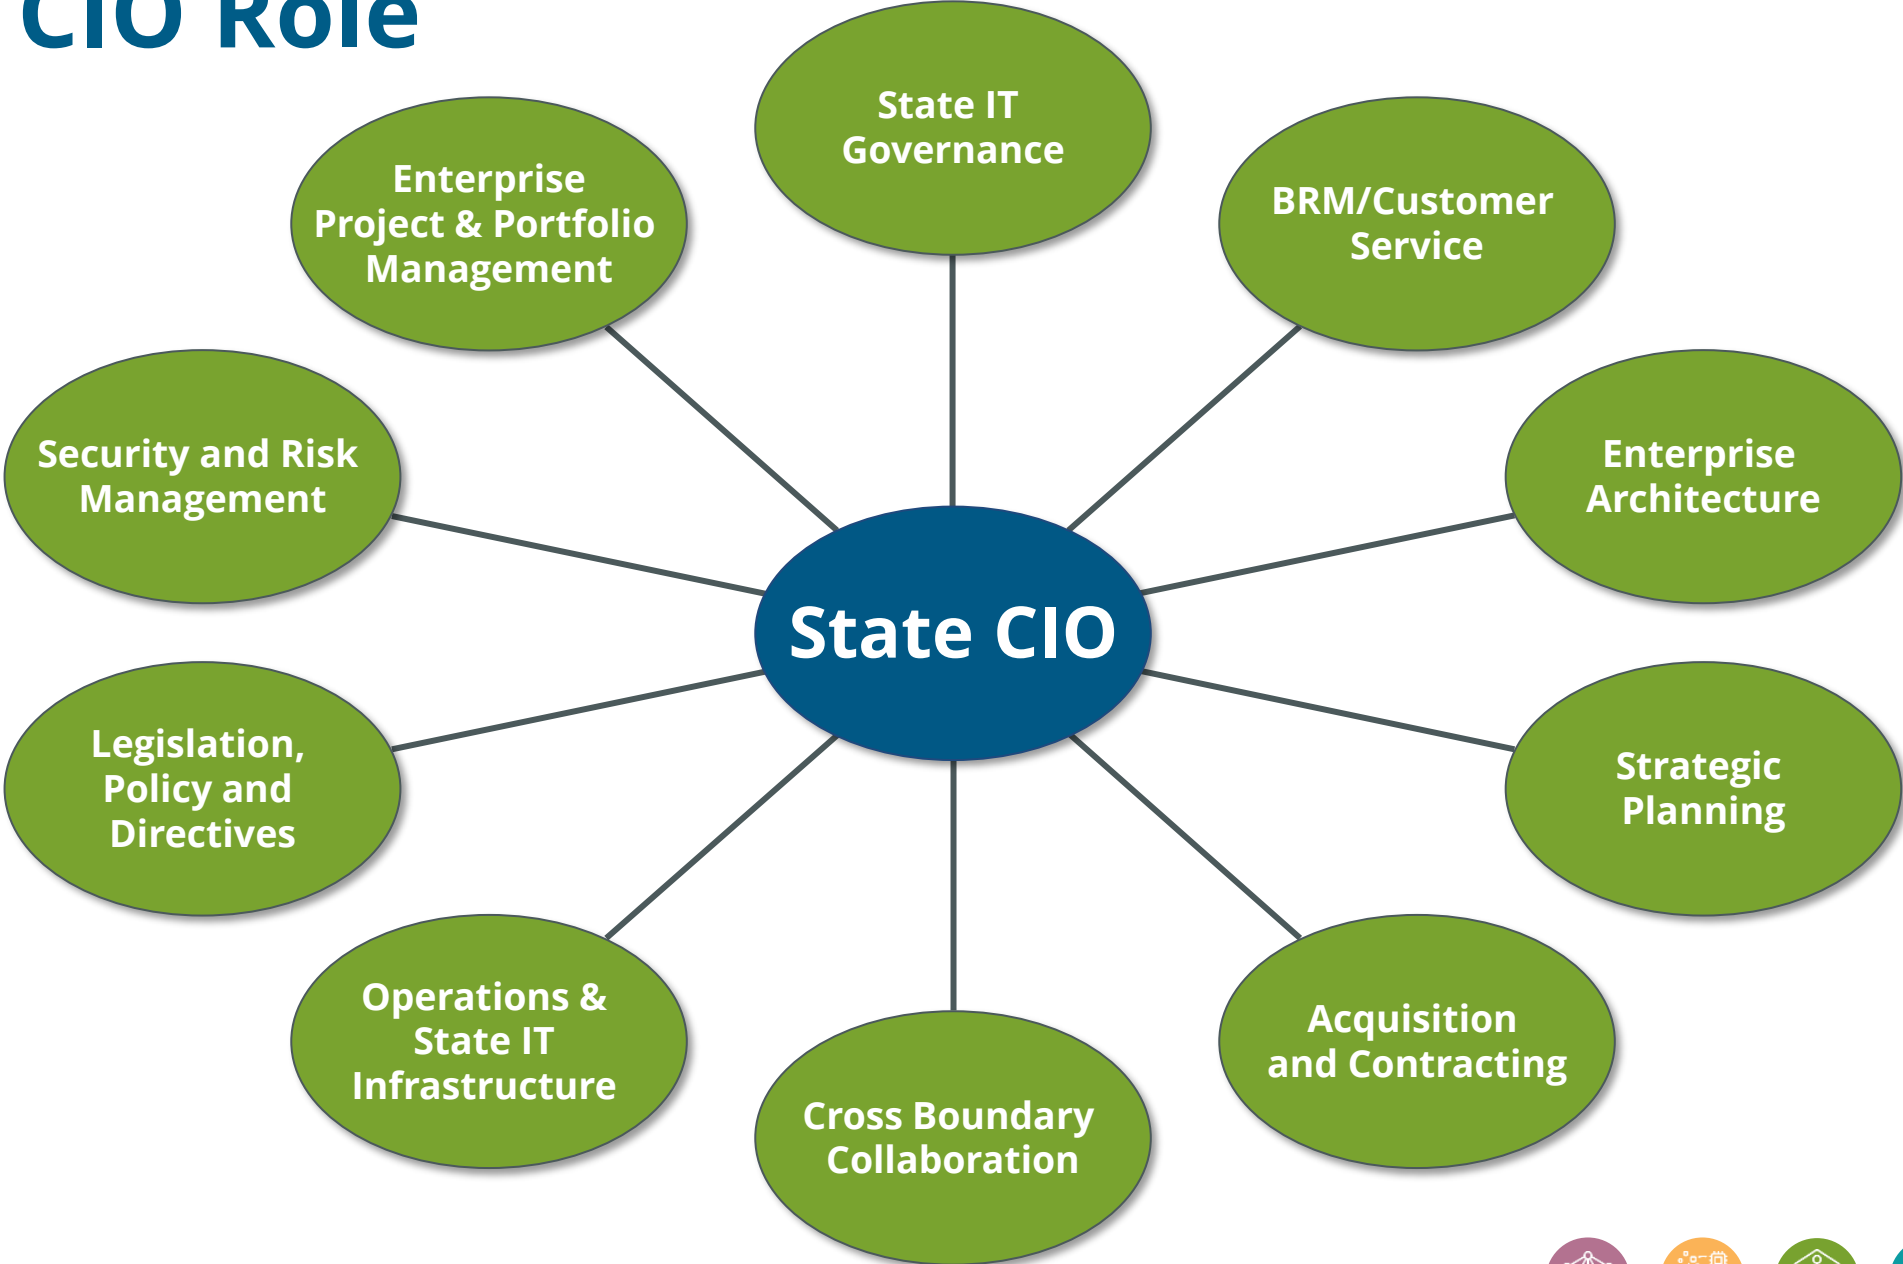 CIO Role
State IT
Governance
BRM/Customer
Service
Enterprise
Architecture
Strategic
Planning
Acquisition
and Contracting
Cross Boundary
Collaboration
Operations &
State IT
Infrastructure
Legislation,
Policy and
Directives
Security and Risk
Management
Enterprise
Project & Portfolio
Management
State CIO